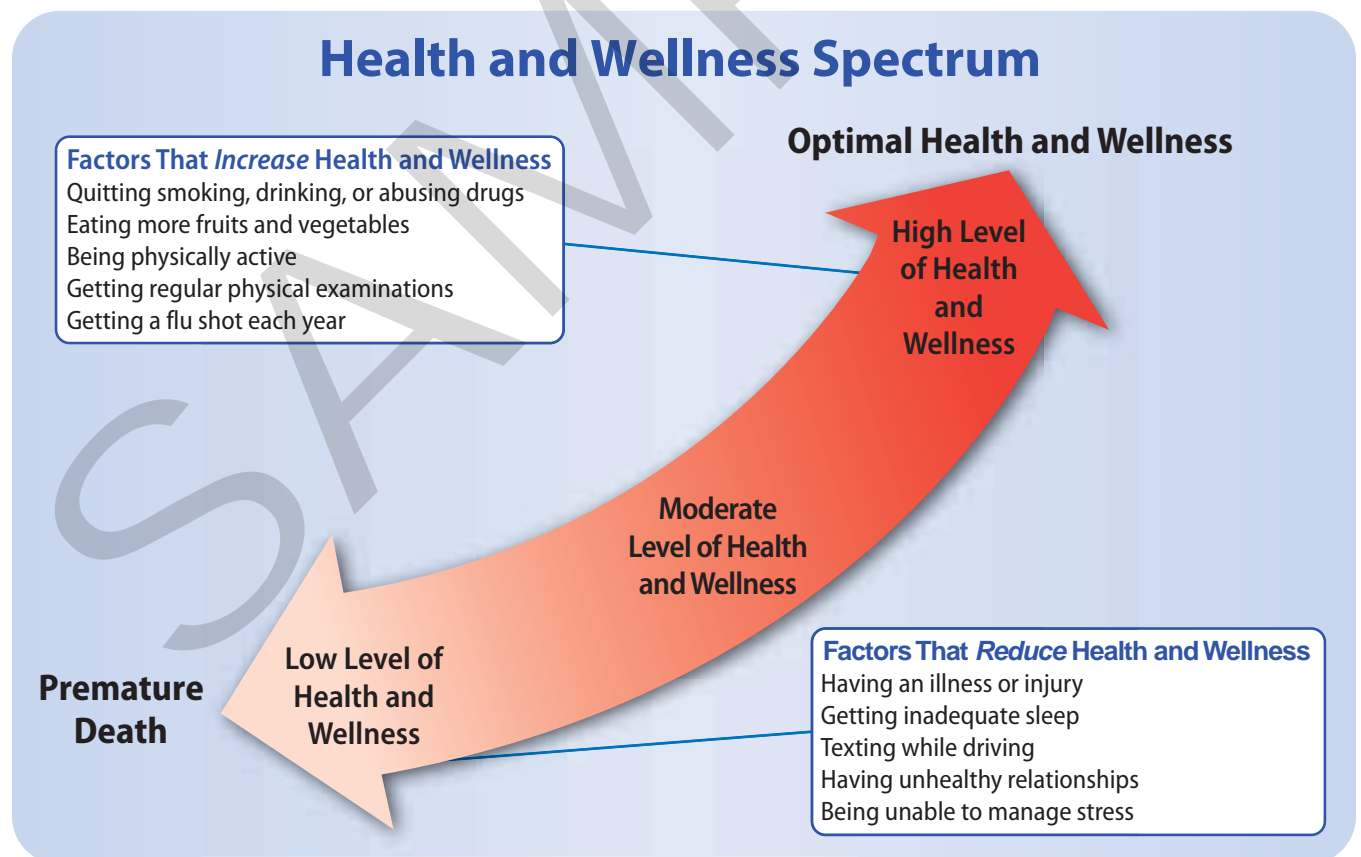 Health and Wellness Spectrum
Factors That Increase Health and Wellness
Quitting smoking, drinking, or abusing drugs
Eating more fruits and vegetables
Being physically active
Getting regular physical examinations
Getting a flu shot each year
Optimal Health and Wellness
High Level
of Health
and
Wellness
Moderate
Level of Health
and Wellness
Low Level of
Health and
Wellness
Premature
Death
Factors That Reduce Health and Wellness
Having an illness or injury
Getting inadequate sleep
Texting while driving
Having unhealthy relationships
Being unable to manage stress